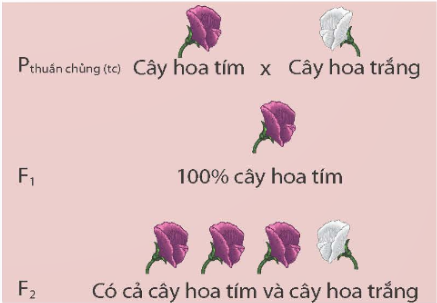 P thuần chủng (tc) Cây hoa tím x Cây hoa trắng
F1 100% cây hoa tím
F2 Có cả cây hoa tím và cây hoa trắng